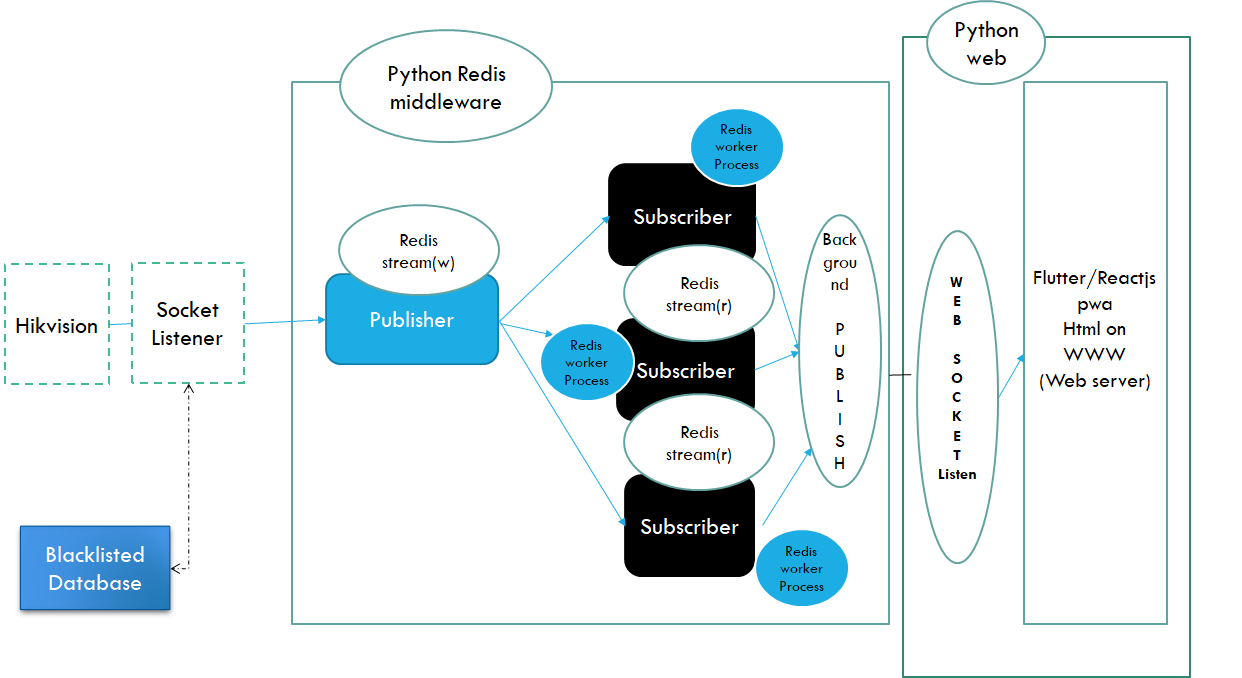 Python
web
Python Redis
middleware
Redis
worker
Process
Subscriber
Redis
stream(w)
Publisher
Redis
stream(r)
Redis
worker
Process
Subscriber
Redis
stream(r)
Subscriber
Redis
worker
Process
Back
grou
nd
P
U
B
L
I
S
H
Hikvision
Socket
Listener
Blacklisted
Database
W
E
B
S
O
C
K
E
T
Listen
Flutter/Reactjs
pwa
Html on
WWW
(Web server)